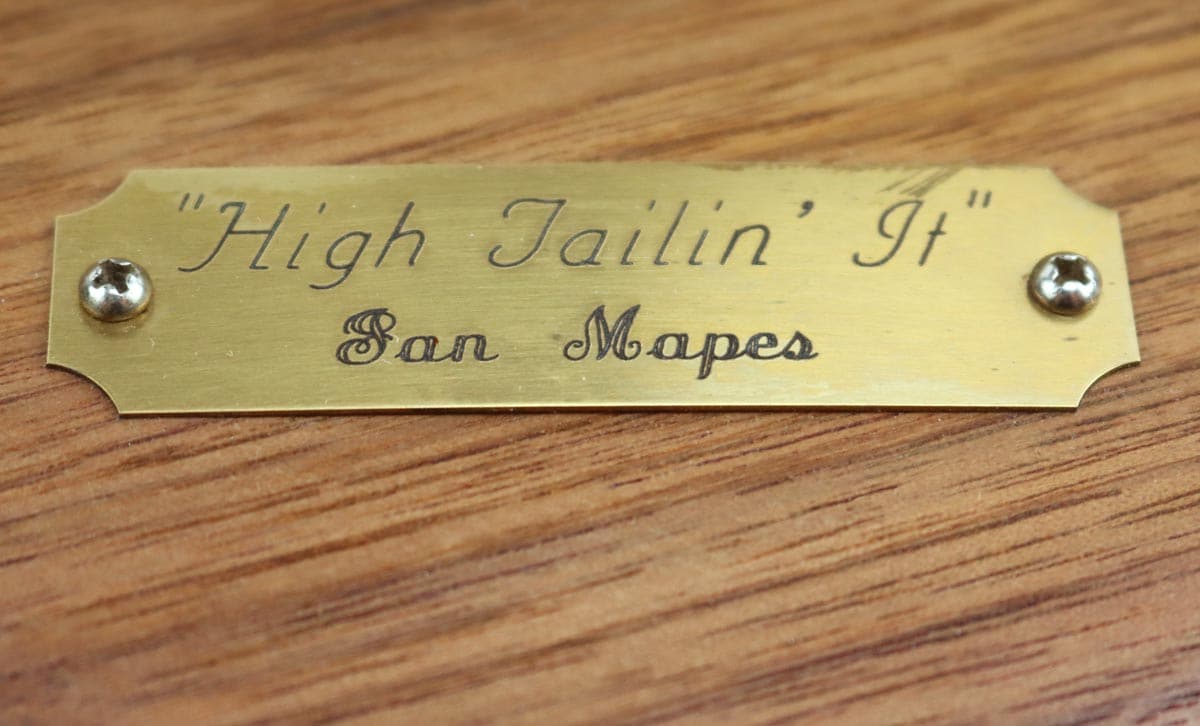 "High Tailin' It"
Jan Mapes